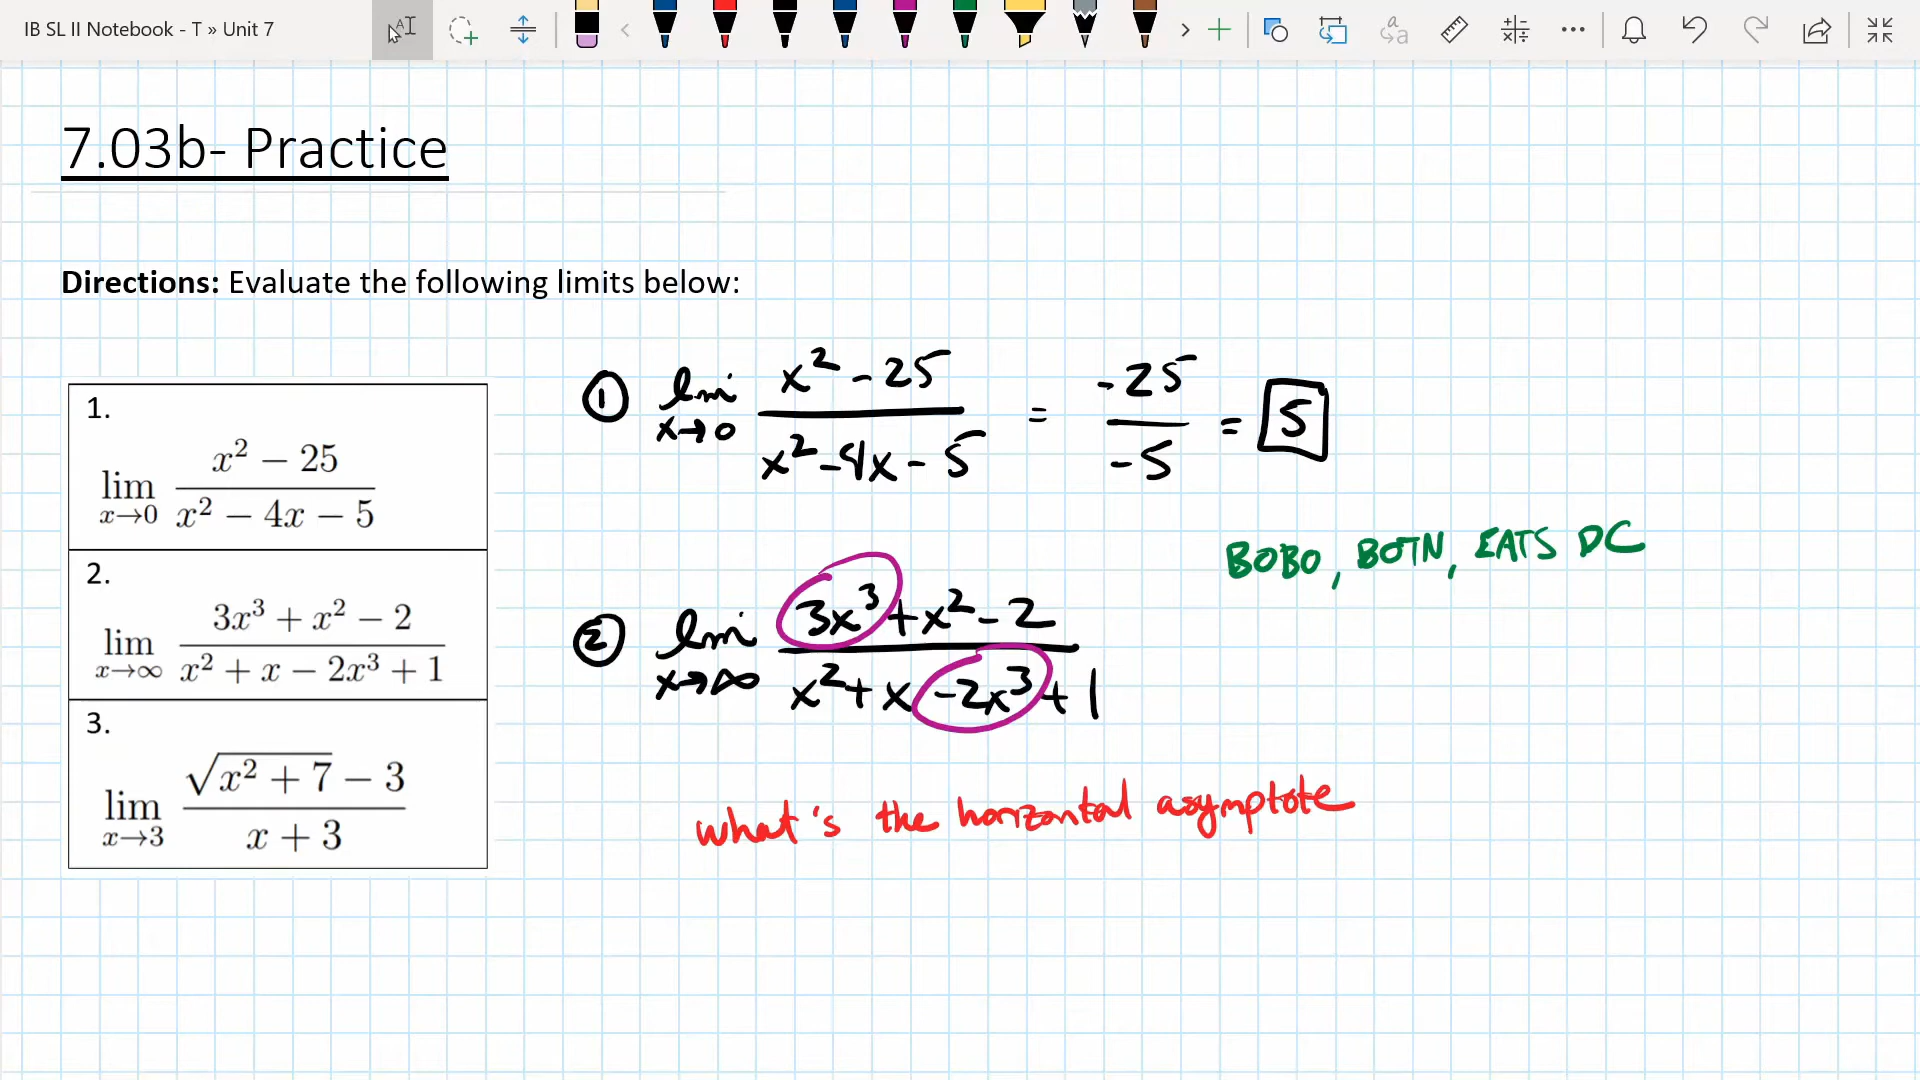 IB SL II Notebook - T » Unit 7
7.03b- Practice
Directions: Evaluate the following limits below:
1.
lim x→0 (x² − 25)/(x² − 4x − 5)
2.
lim x→∞ (3x³ + x² − 2)/(x² + x − 2x³ + 1)
3.
lim x→3 (√(x² + 7) − 3)/(x + 3)
① lim x→0 (x² - 25)/(x² - 4x - 5) = -25/-5 = 5
BOBO, BOTN, EATS DC
② lim x→∞ (3x³ + x² - 2)/(x² + x - 2x³ + 1)
what's the horizontal asymptote